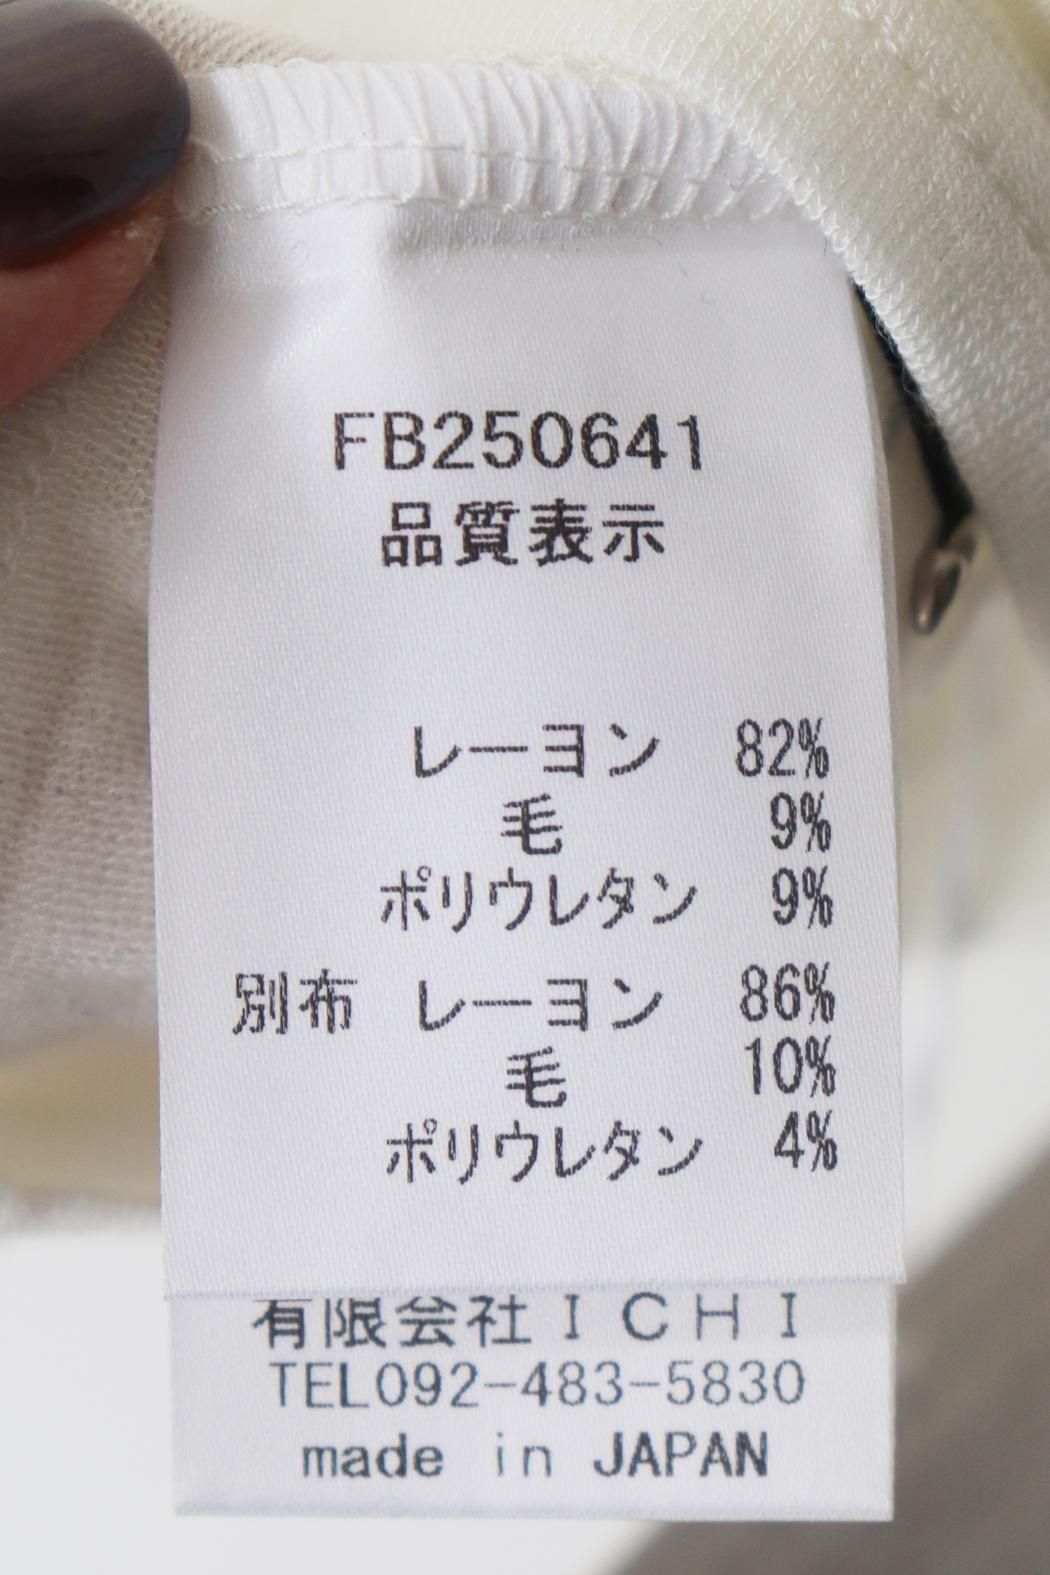 FB250641
品質表示
レーヨン 82%
毛 9%
ポリウレタン 9%
別布 レーヨン 86%
毛 10%
ポリウレタン 4%
有限会社ICHI
TEL092-483-5830
made in JAPAN